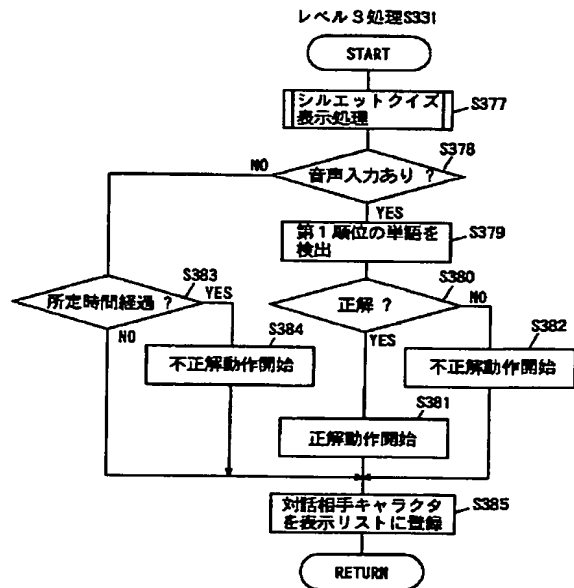 レベル3処理S331
START
シルエットクイズ
表示処理
S377
S378
NO
音声入力あり ?
YES
第1順位の単語を
検出
S379
S383
所定時間経過 ?
YES
NO
S380
正解 ?
NO
YES
S384
不正解動作開始
S382
不正解動作開始
S381
正解動作開始
対話相手キャラクタ
を表示リストに登録
S385
RETURN